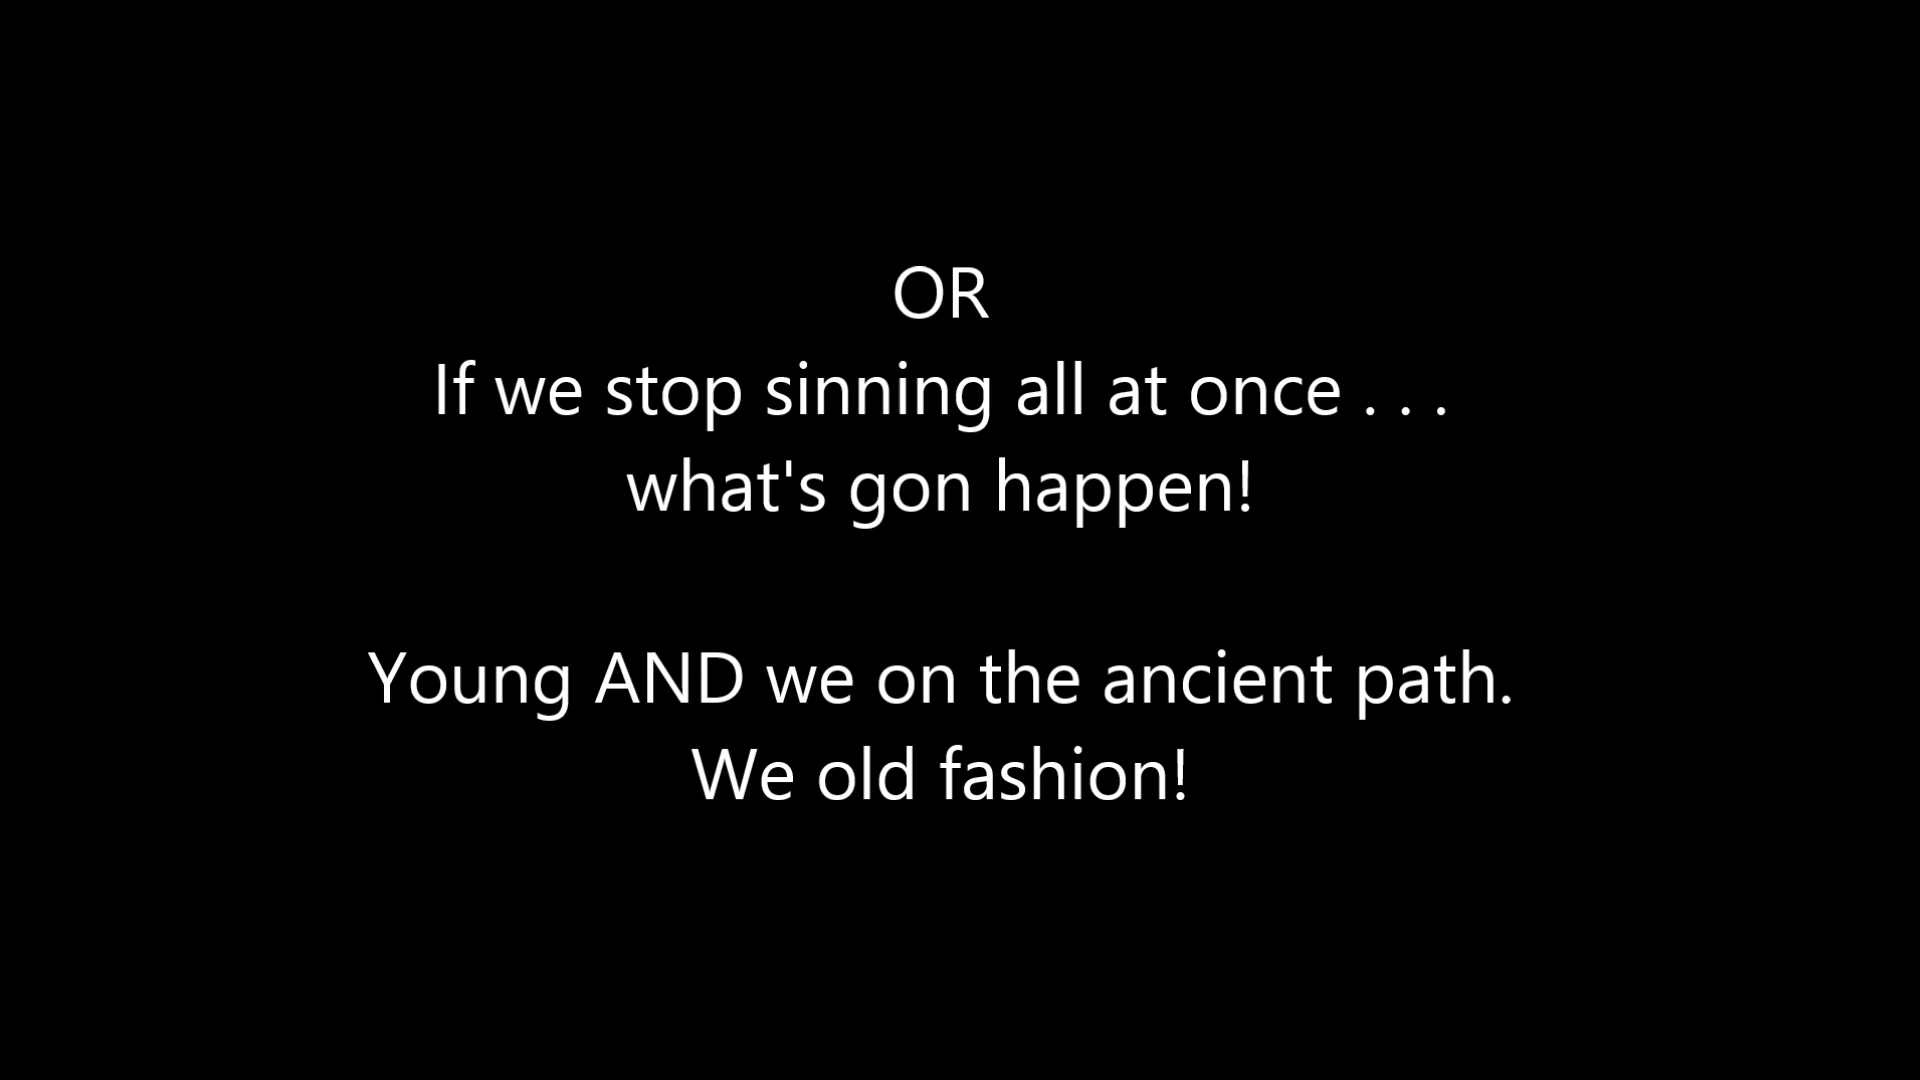 OR
If we stop sinning all at once . . .
what's gon happen!
Young AND we on the ancient path.
We old fashion!